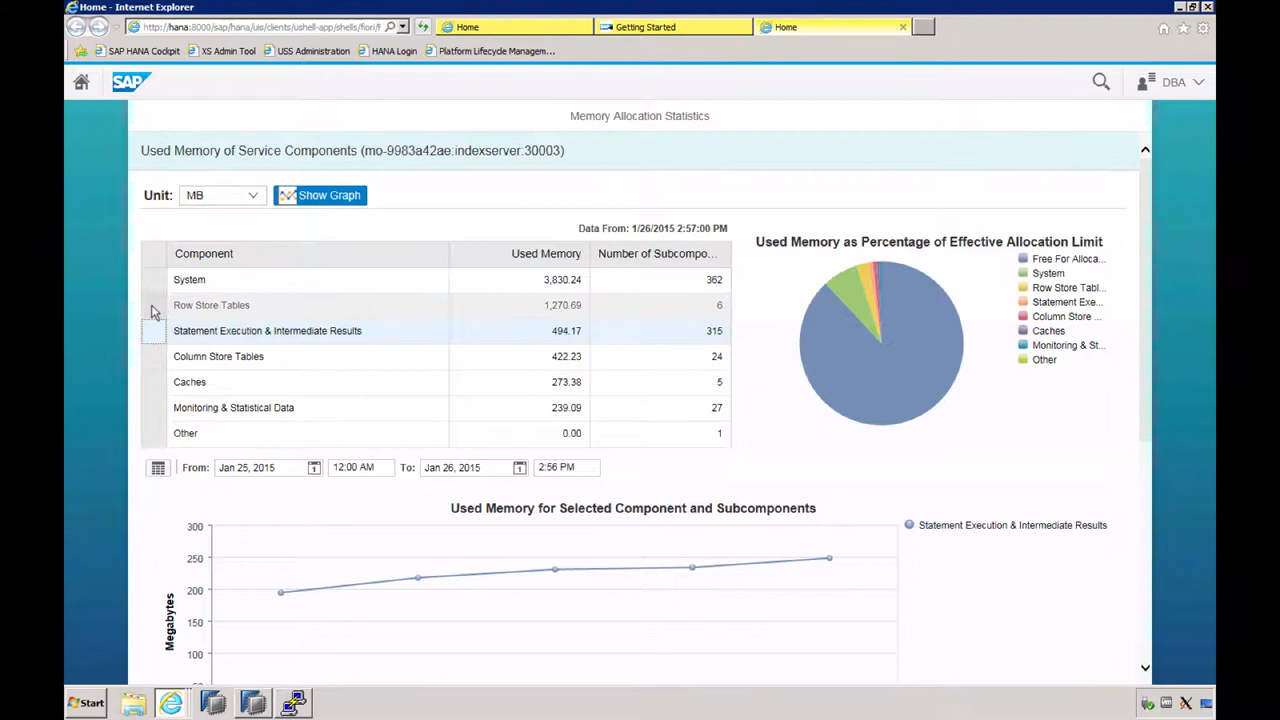 Home - Internet Explorer
http://hana:8000/sap/hana/uis/clients/ushell-app/shells/fiori/F
Home
Getting Started
Home
SAP HANA Cockpit
XS Admin Tool
USS Administration
HANA Login
Platform Lifecycle Managem...
SAP
DBA
Memory Allocation Statistics
Used Memory of Service Components (mo-9983a42ae:indexserver:30003)
Unit: MB Show Graph
Data From: 1/26/2015 2:57:00 PM
Component Used Memory Number of Subcompo...
System 3,830.24 362
Row Store Tables 1,270.69 6
Statement Execution & Intermediate Results 494.17 315
Column Store Tables 422.23 24
Caches 273.38 5
Monitoring & Statistical Data 239.09 27
Other 0.00 1
Used Memory as Percentage of Effective Allocation Limit
Free For Alloca...
System
Row Store Tabl...
Statement Exe...
Column Store ...
Caches
Monitoring & St...
Other
From: Jan 25, 2015 12:00 AM To: Jan 26, 2015 2:56 PM
Used Memory for Selected Component and Subcomponents
Statement Execution & Intermediate Results
Megabytes
300
250
200
150
100
Start